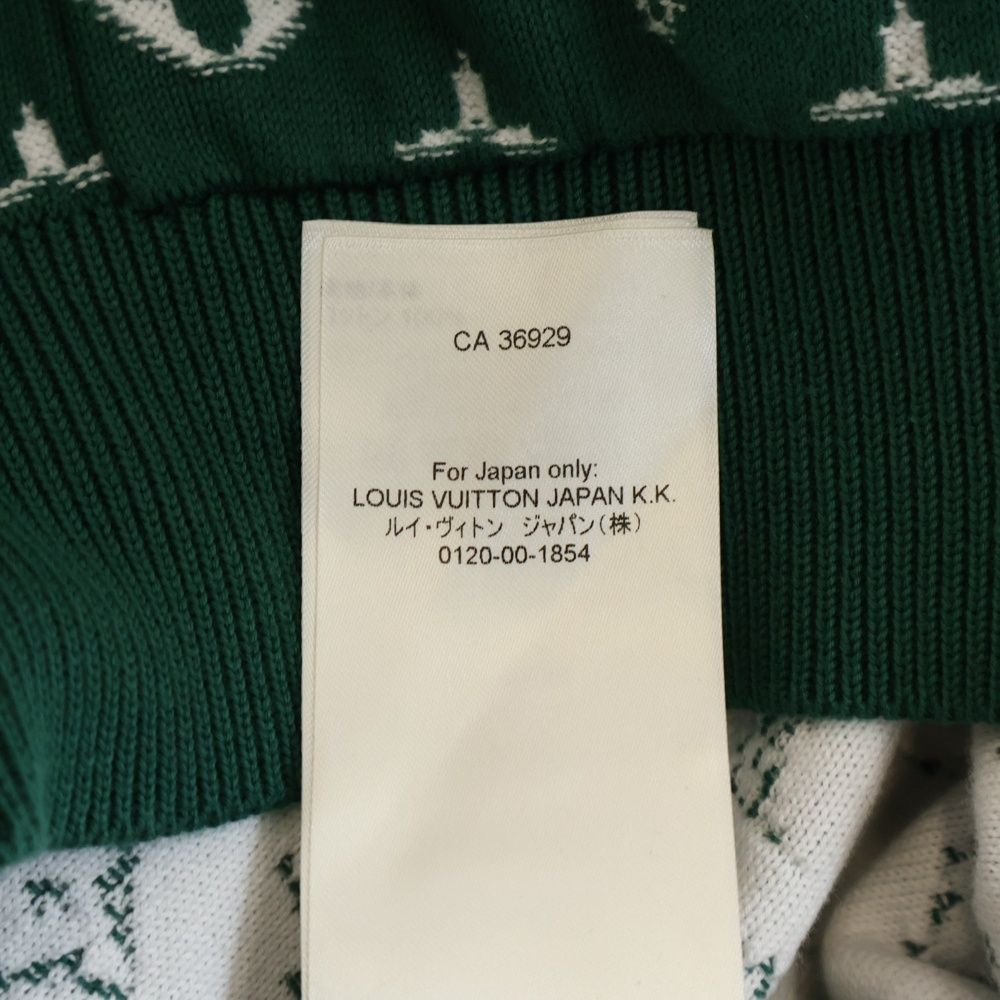 CA 36929
For Japan only:
LOUIS VUITTON JAPAN K.K.
ルイ・ヴィトン ジャパン(株)
0120-00-1854